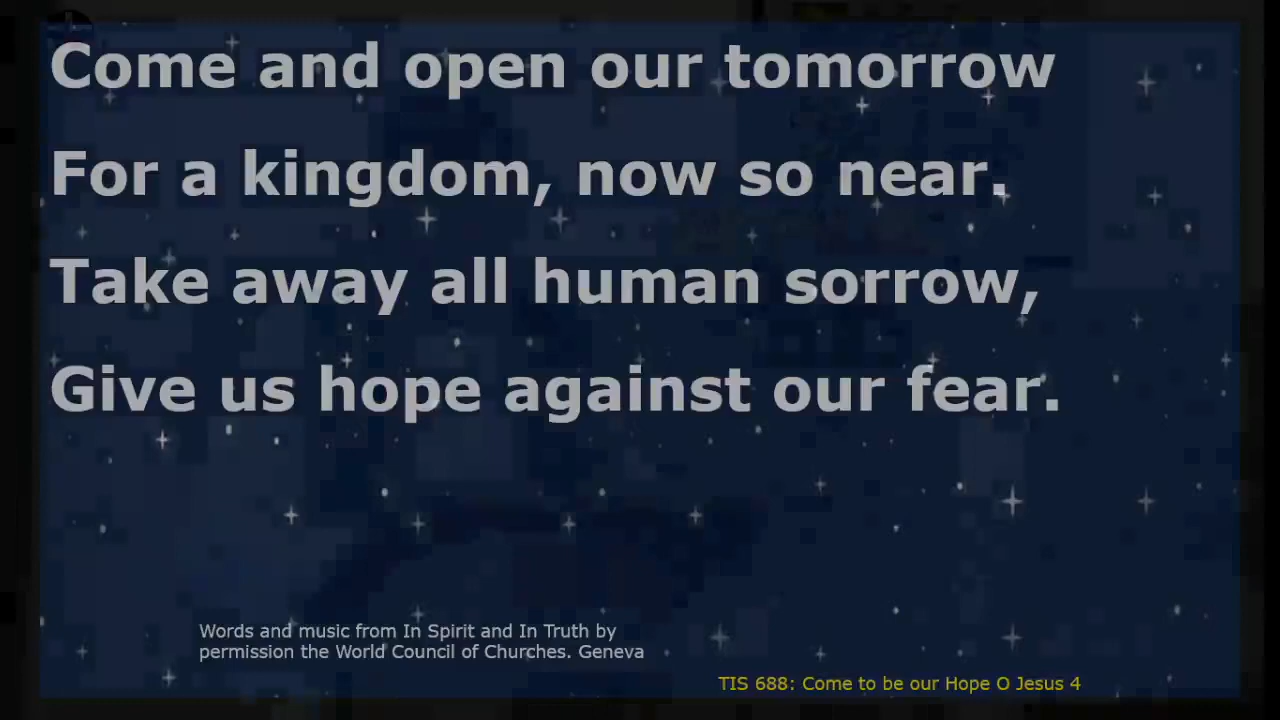 Come and open our tomorrow
For a kingdom, now so near.
Take away all human sorrow,
Give us hope against our fear.
Words and music from In Spirit and In Truth by
permission the World Council of Churches. Geneva
TIS 688: Come to be our Hope O Jesus 4